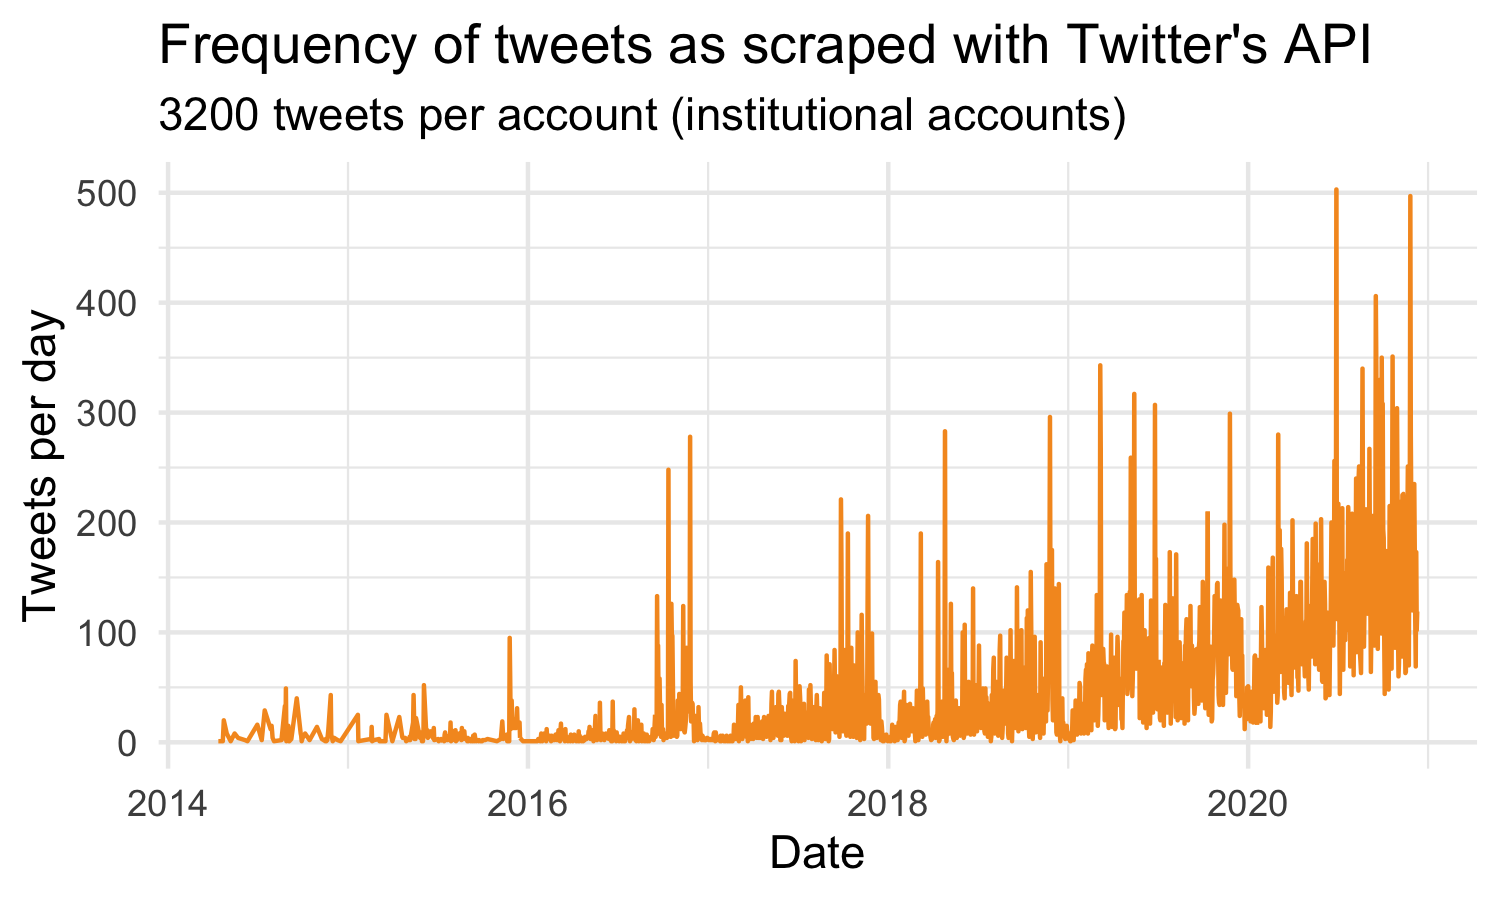 Frequency of tweets as scraped with Twitter's API
3200 tweets per account (institutional accounts)
Tweets per day
500
400
300
200
100
0
2014 2016 2018 2020
Date